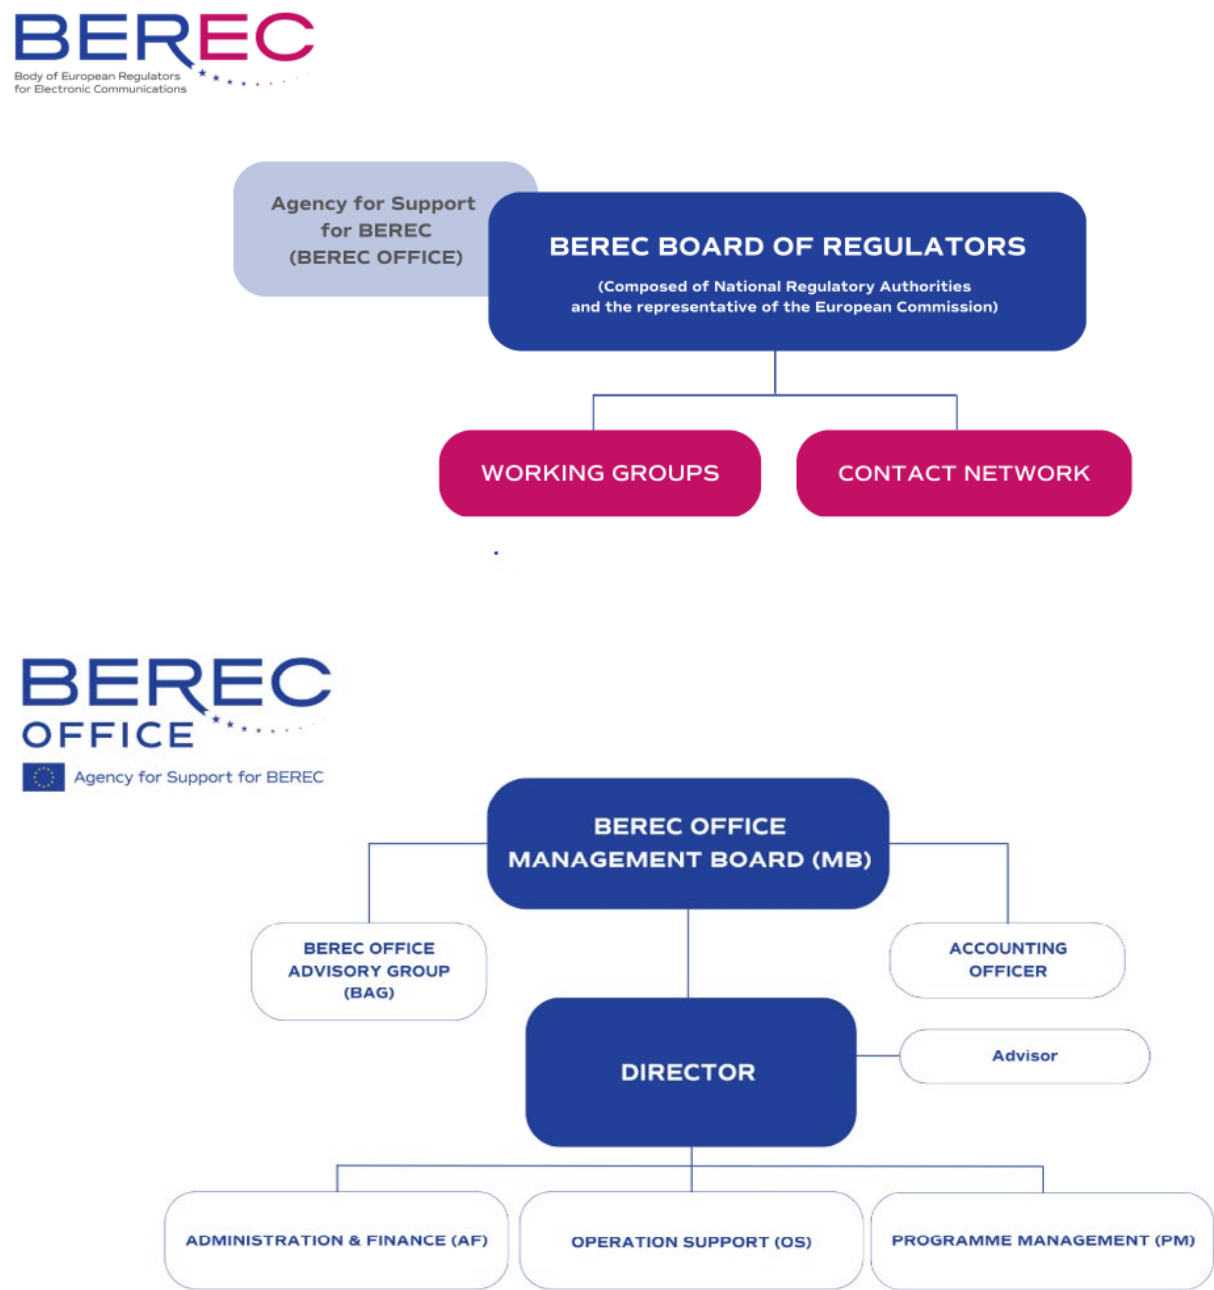 BEREC
Body of European Regulators
for Electronic Communications
Agency for Support
for BEREC
(BEREC OFFICE)
BEREC BOARD OF REGULATORS
(Composed of National Regulatory Authorities
and the representative of the European Commission)
WORKING GROUPS
CONTACT NETWORK
BEREC
OFFICE
Agency for Support for BEREC
BEREC OFFICE
MANAGEMENT BOARD (MB)
BEREC OFFICE
ADVISORY GROUP
(BAG)
ACCOUNTING
OFFICER
DIRECTOR
Advisor
ADMINISTRATION & FINANCE (AF)
OPERATION SUPPORT (OS)
PROGRAMME MANAGEMENT (PM)